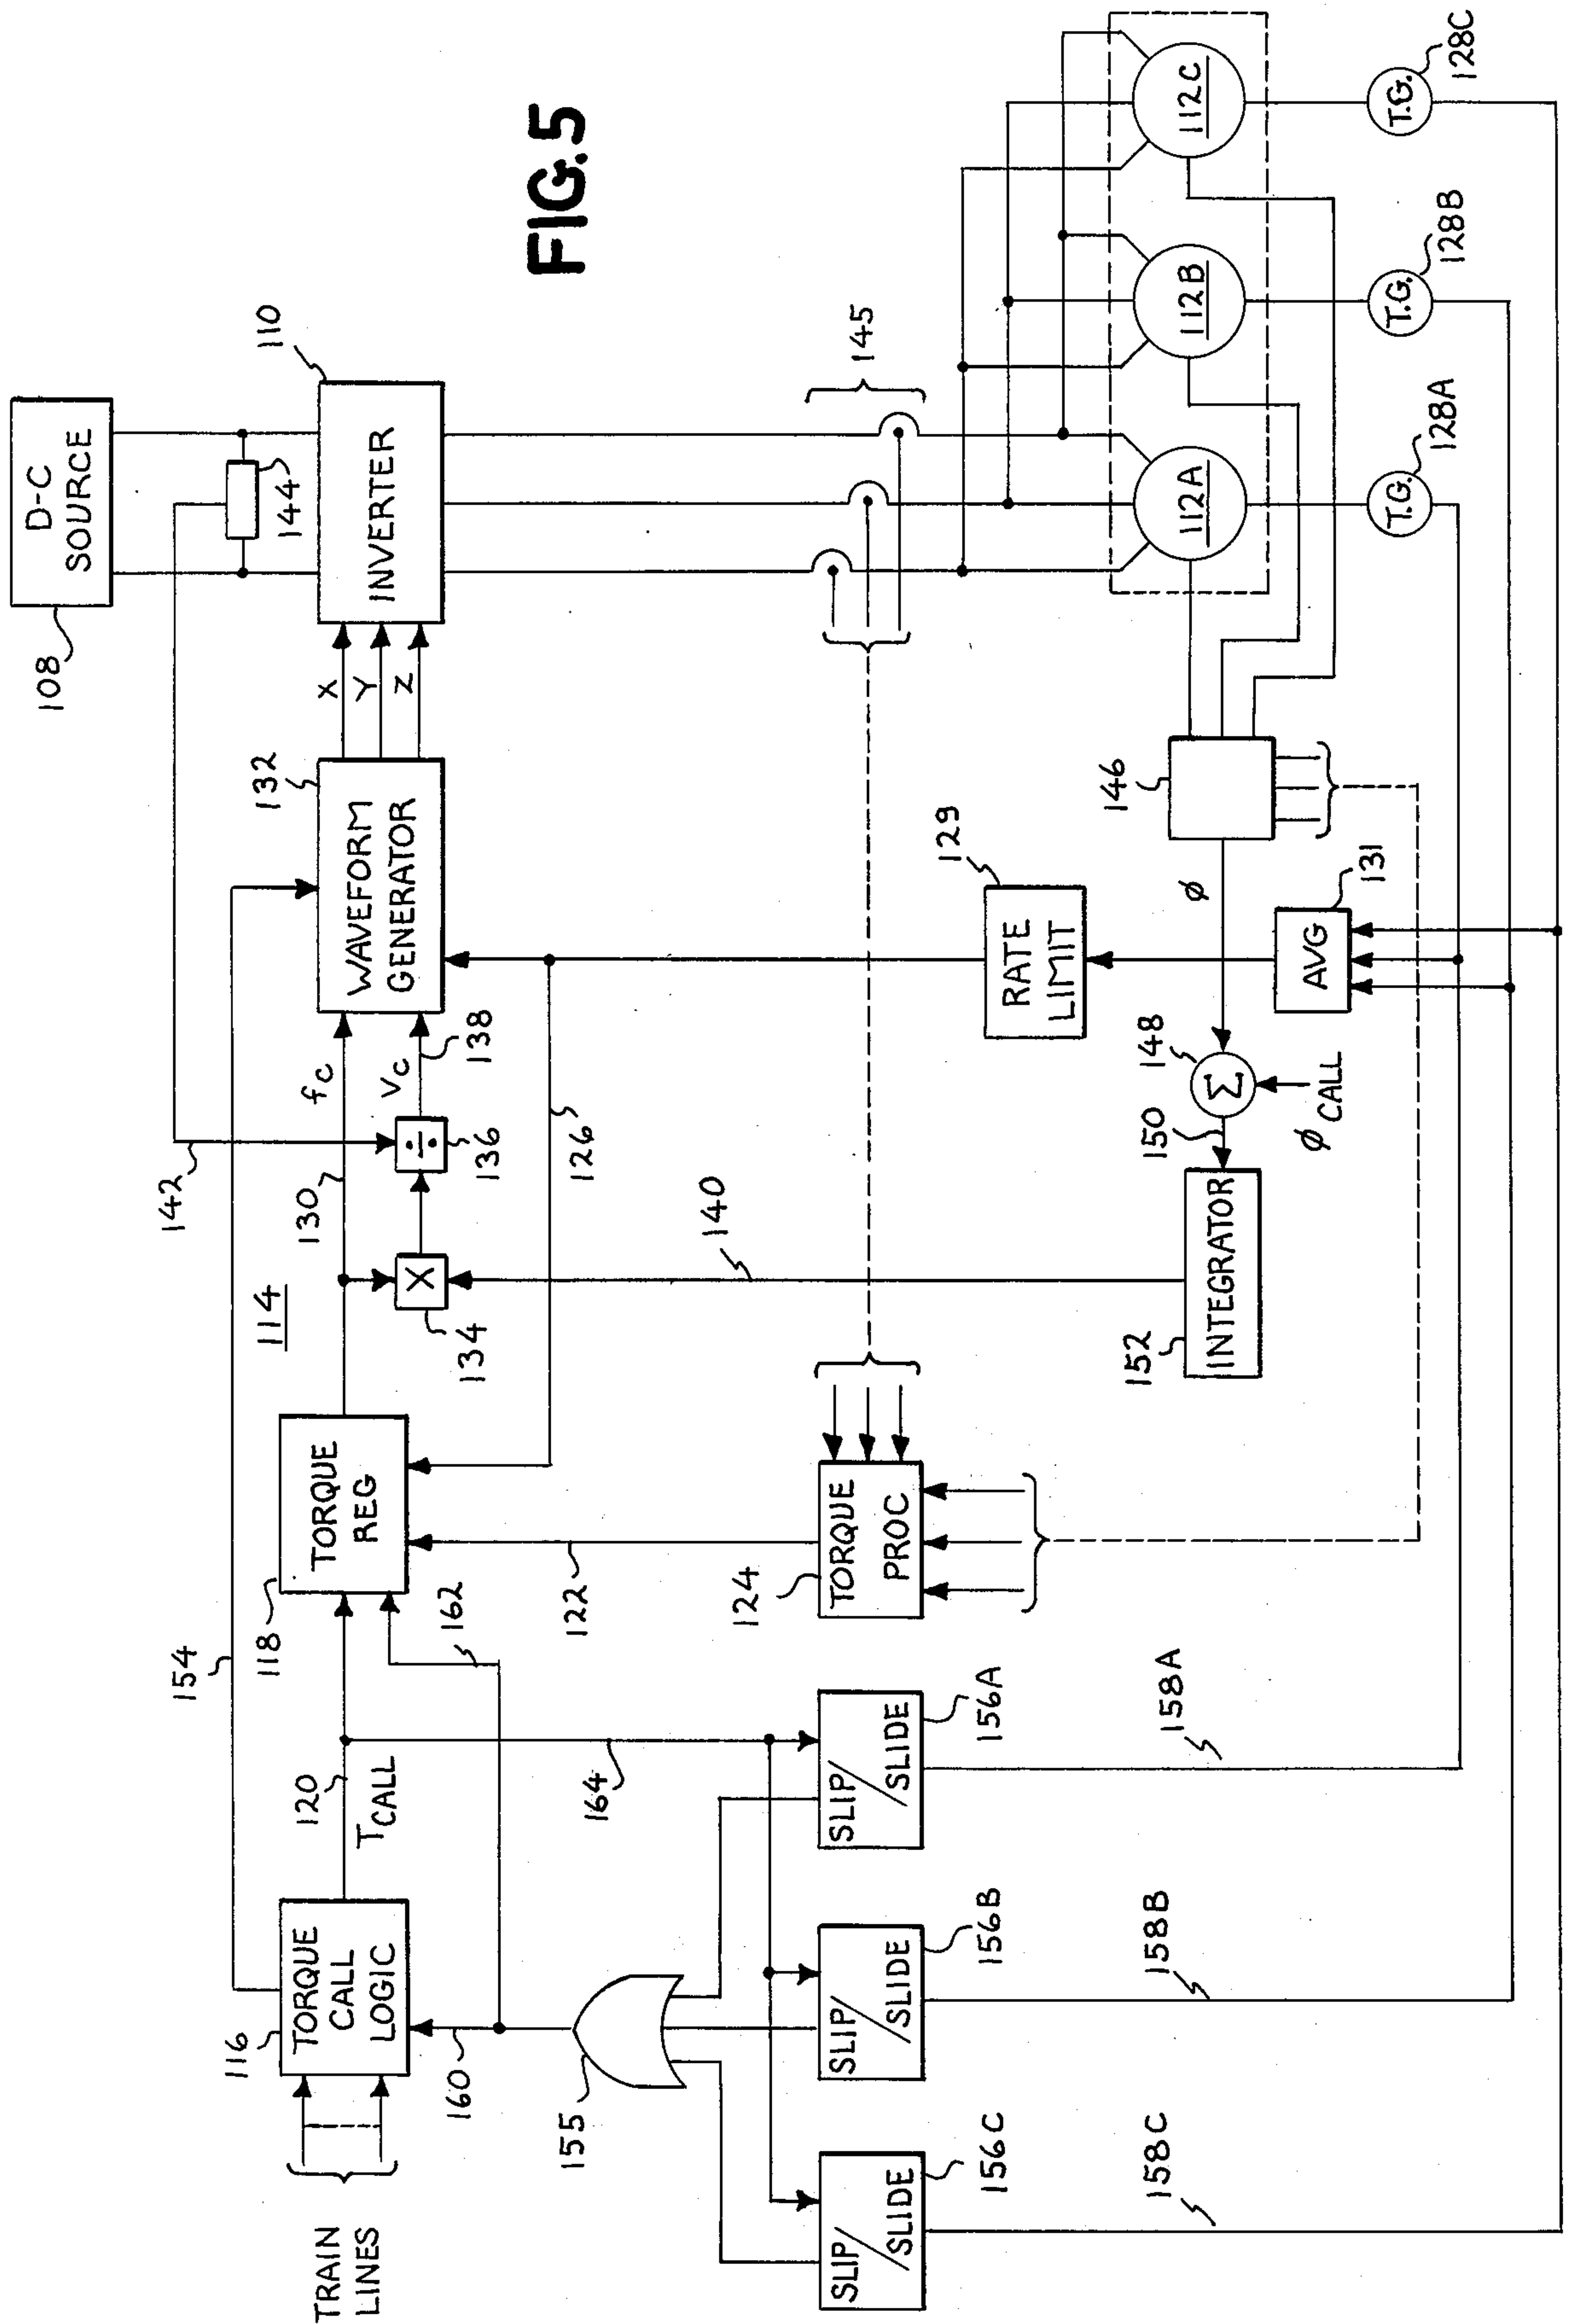 FIG.5
D-C
SOURCE
108
144
110
INVERTER
X
Y
Z
132
WAVEFORM
GENERATOR
142
130
fc
Vc
138
÷
136
126
114
X
134
140
145
TORQUE
REG
118
154
162
122
120
TCALL
164
TORQUE
CALL
LOGIC
116
TRAIN
LINES
160
155
TORQUE
PROC
124
129
RATE
LIMIT
146
ϕ
148
Σ
ϕ CALL
150
INTEGRATOR
152
AVG
131
112A
112B
112C
T.G.
128A
T.G.
128B
T.G.
128C
SLIP/
SLIDE
156A
158A
SLIP/
SLIDE
156B
158B
SLIP/
SLIDE
156C
158C